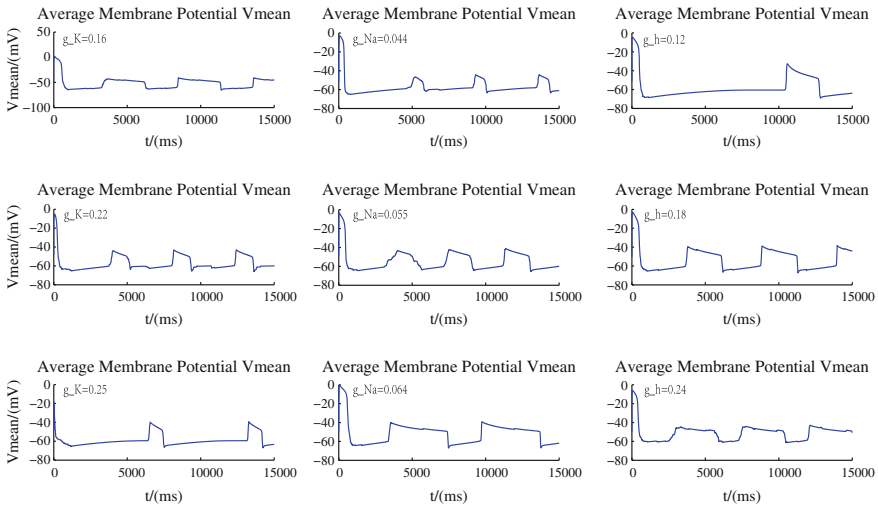 Average Membrane Potential Vmean
Average Membrane Potential Vmean
Average Membrane Potential Vmean
Vmean/(mV)
50
0
−50
−100
g_K=0.16
0
5000
10000
15000
t/(ms)
0
−20
−40
−60
−80
g_Na=0.044
0
5000
10000
15000
t/(ms)
0
−20
−40
−60
−80
g_h=0.12
0
5000
10000
15000
t/(ms)
Average Membrane Potential Vmean
Average Membrane Potential Vmean
Average Membrane Potential Vmean
Vmean/(mV)
0
−20
−40
−60
−80
g_K=0.22
0
5000
10000
15000
t/(ms)
0
−20
−40
−60
−80
g_Na=0.055
0
5000
10000
15000
t/(ms)
0
−20
−40
−60
−80
g_h=0.18
0
5000
10000
15000
t/(ms)
Average Membrane Potential Vmean
Average Membrane Potential Vmean
Average Membrane Potential Vmean
Vmean/(mV)
0
−20
−40
−60
−80
g_K=0.25
0
5000
10000
15000
t/(ms)
0
−20
−40
−60
−80
g_Na=0.064
0
5000
10000
15000
t/(ms)
0
−20
−40
−60
−80
g_h=0.24
0
5000
10000
15000
t/(ms)